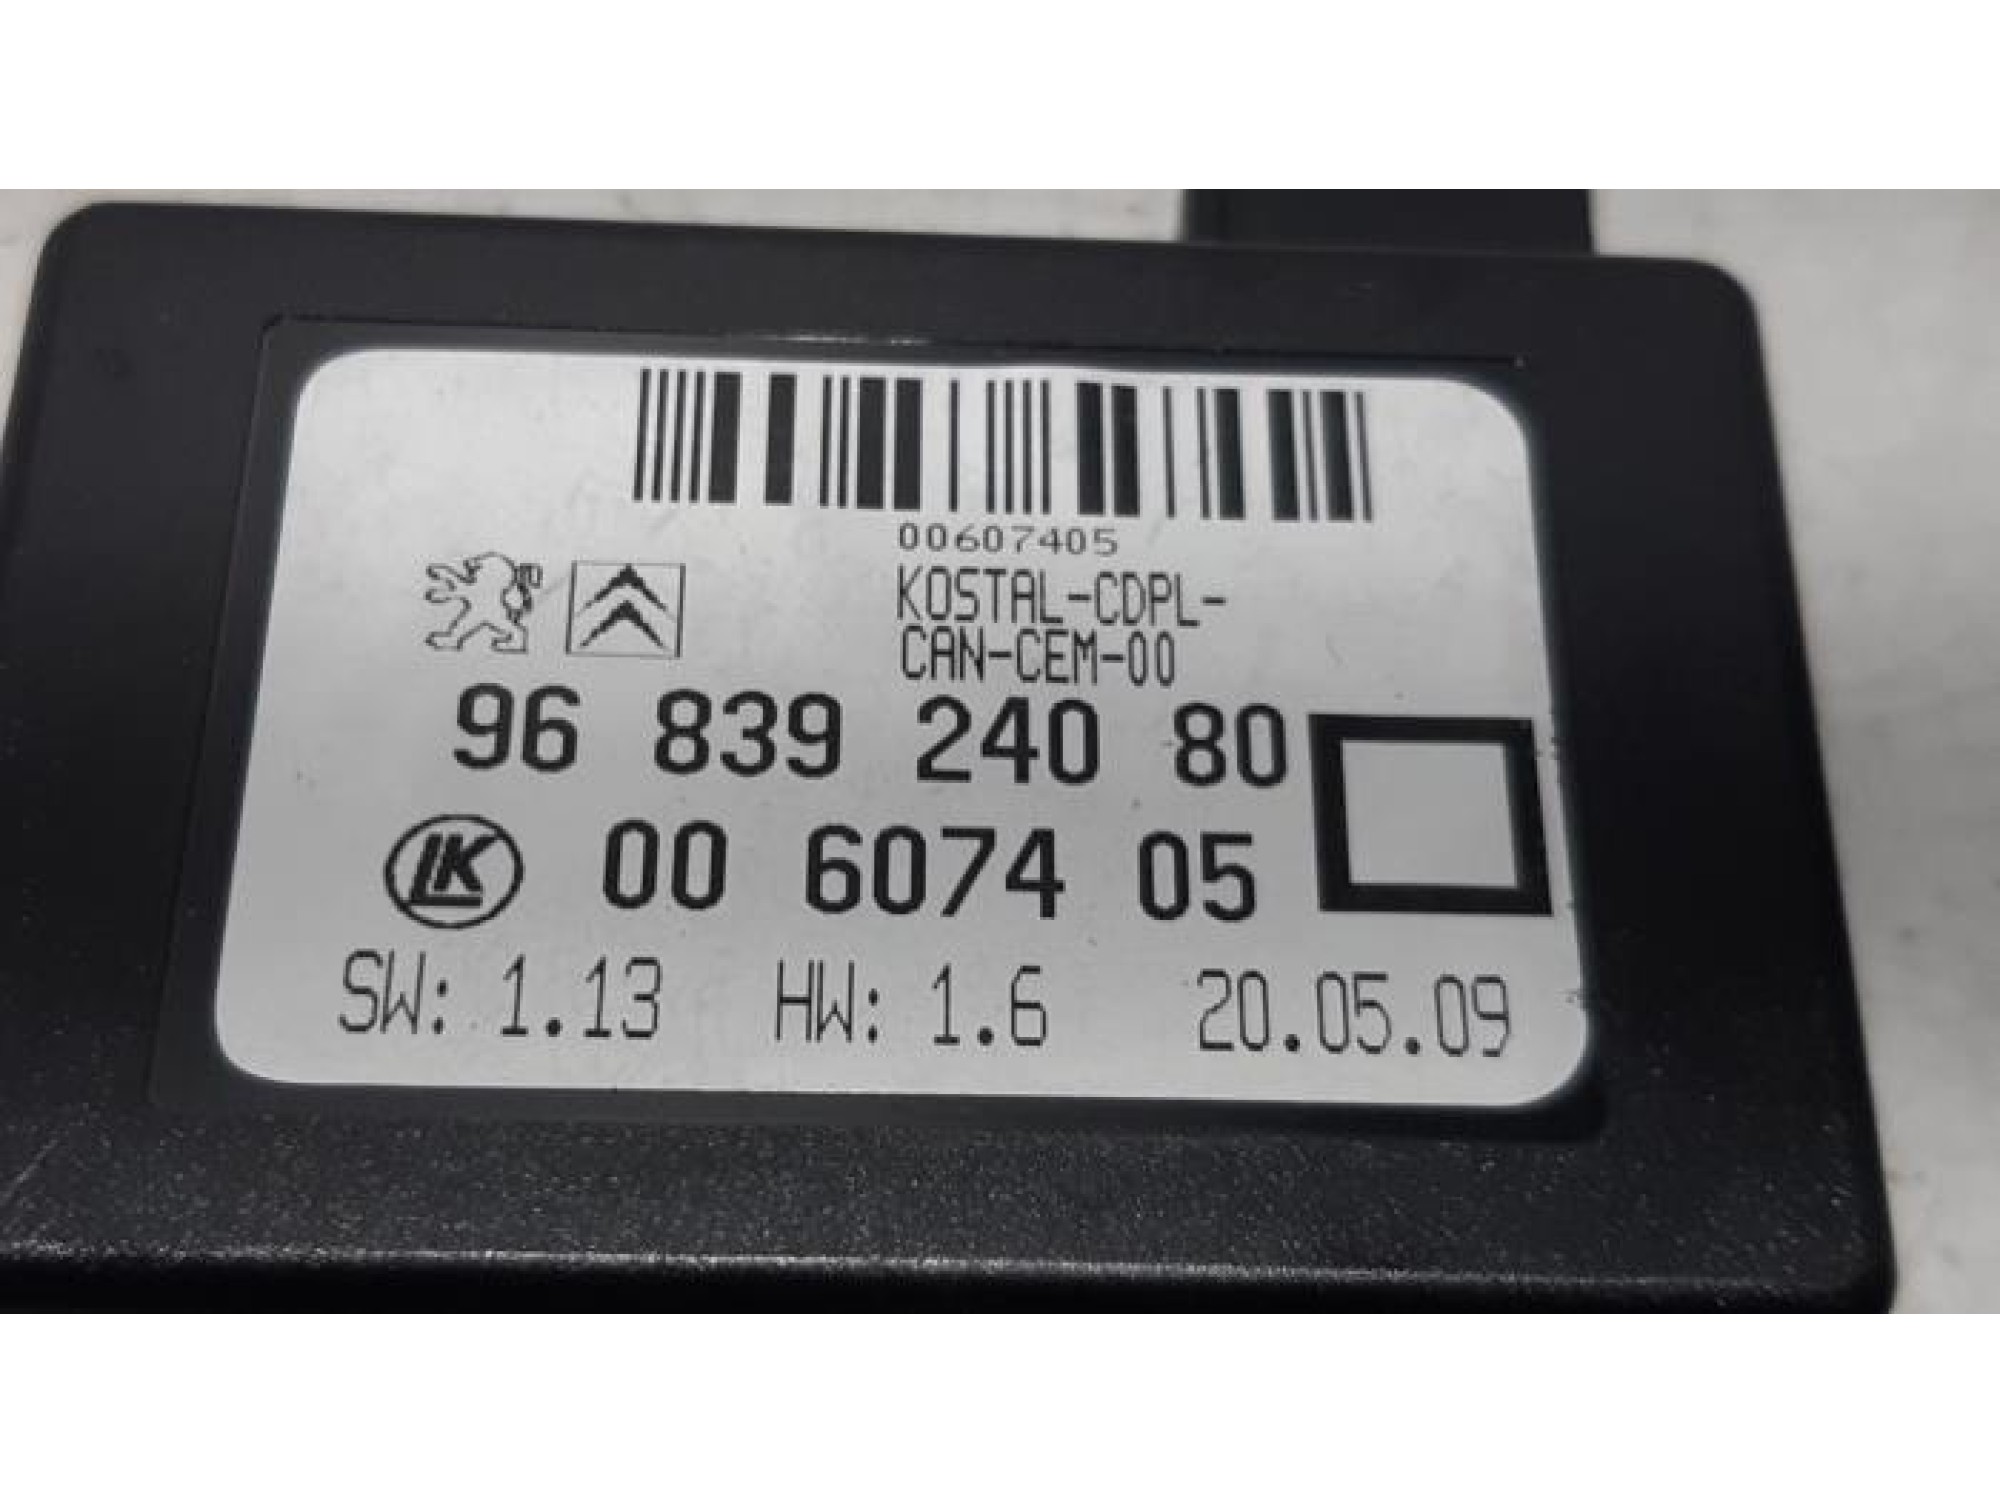 00607405
KOSTAL-CDPL-
CAN-CEM-00
96 839 240 80
LK 00 6074 05
SW: 1.13 HW: 1.6 20.05.09